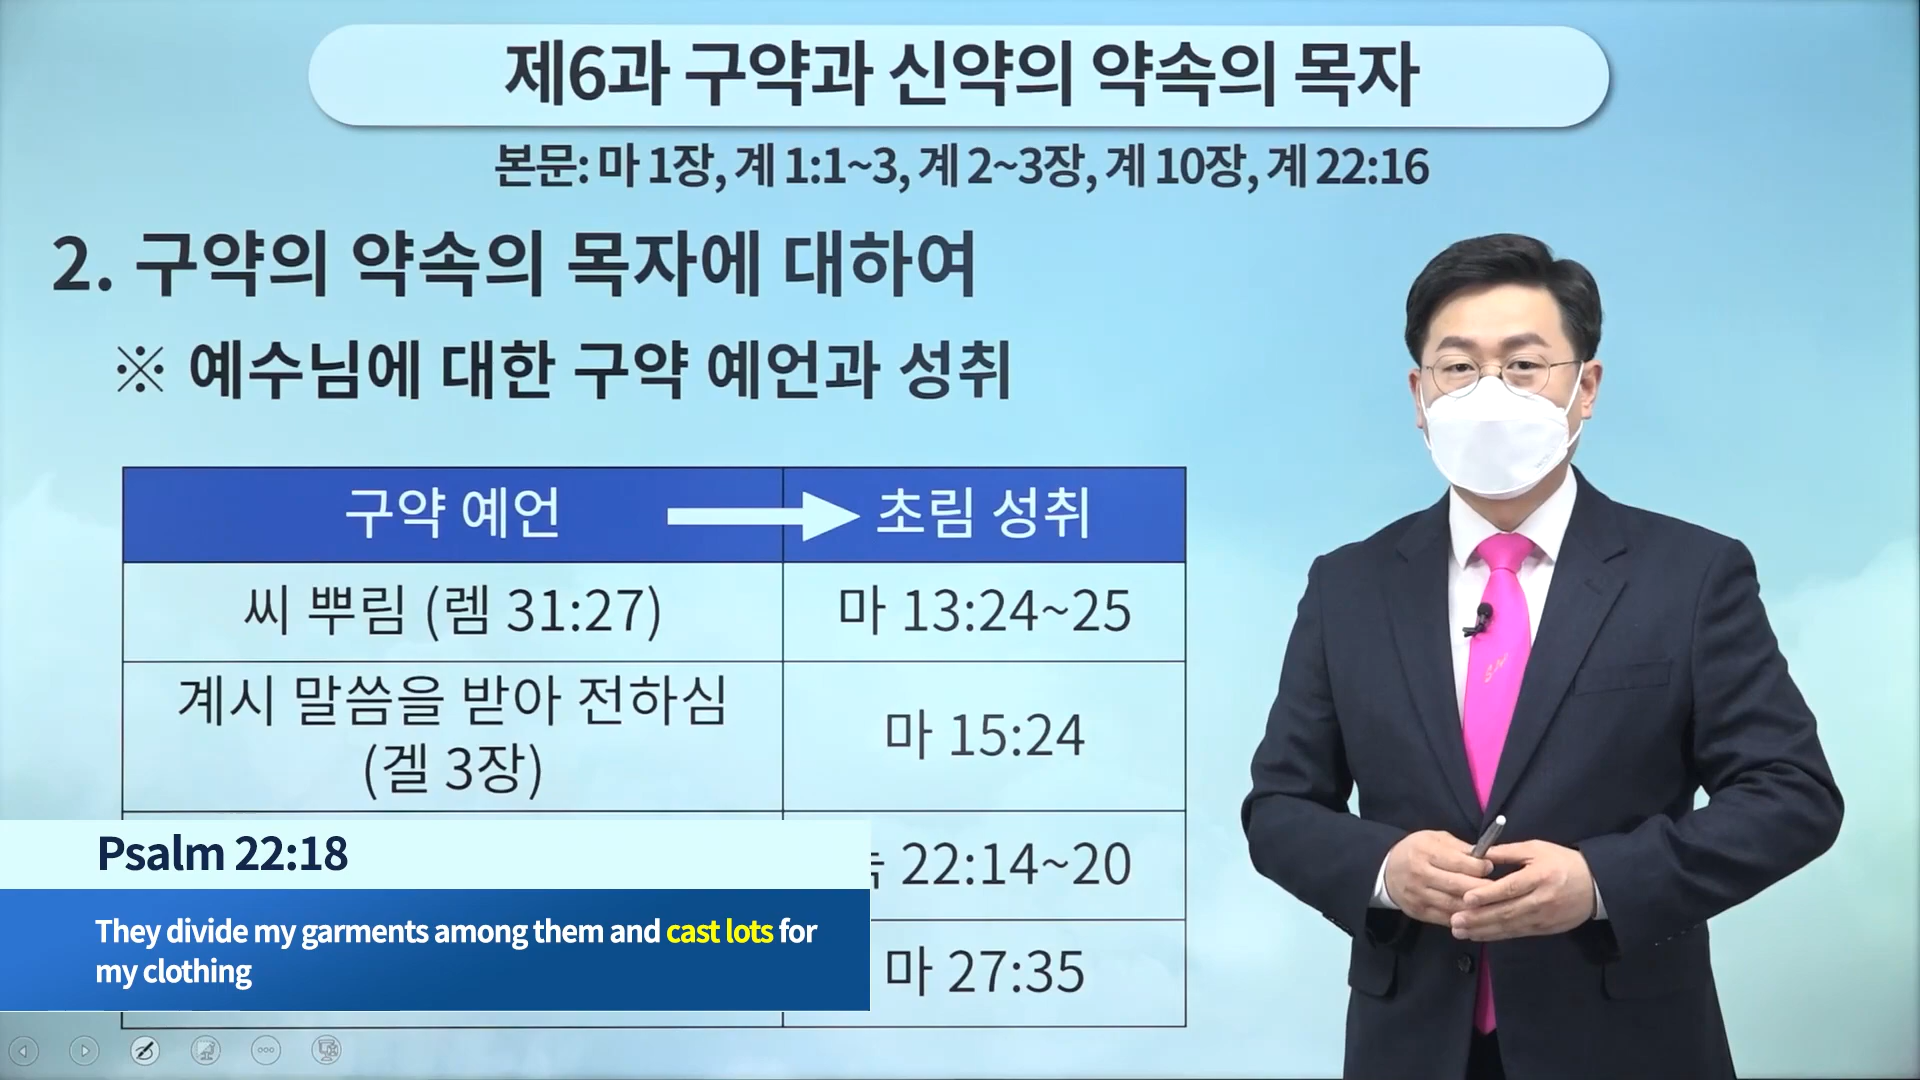 제6과 구약과 신약의 약속의 목자
본문: 마 1장, 계 1:1~3, 계 2~3장, 계 10장, 계 22:16
2. 구약의 약속의 목자에 대하여
※ 예수님에 대한 구약 예언과 성취
구약 예언 → 초림 성취
씨 뿌림 (렘 31:27) 마 13:24~25
계시 말씀을 받아 전하심
(겔 3장) 마 15:24
22:14~20
마 27:35
Psalm 22:18
They divide my garments among them and cast lots for
my clothing